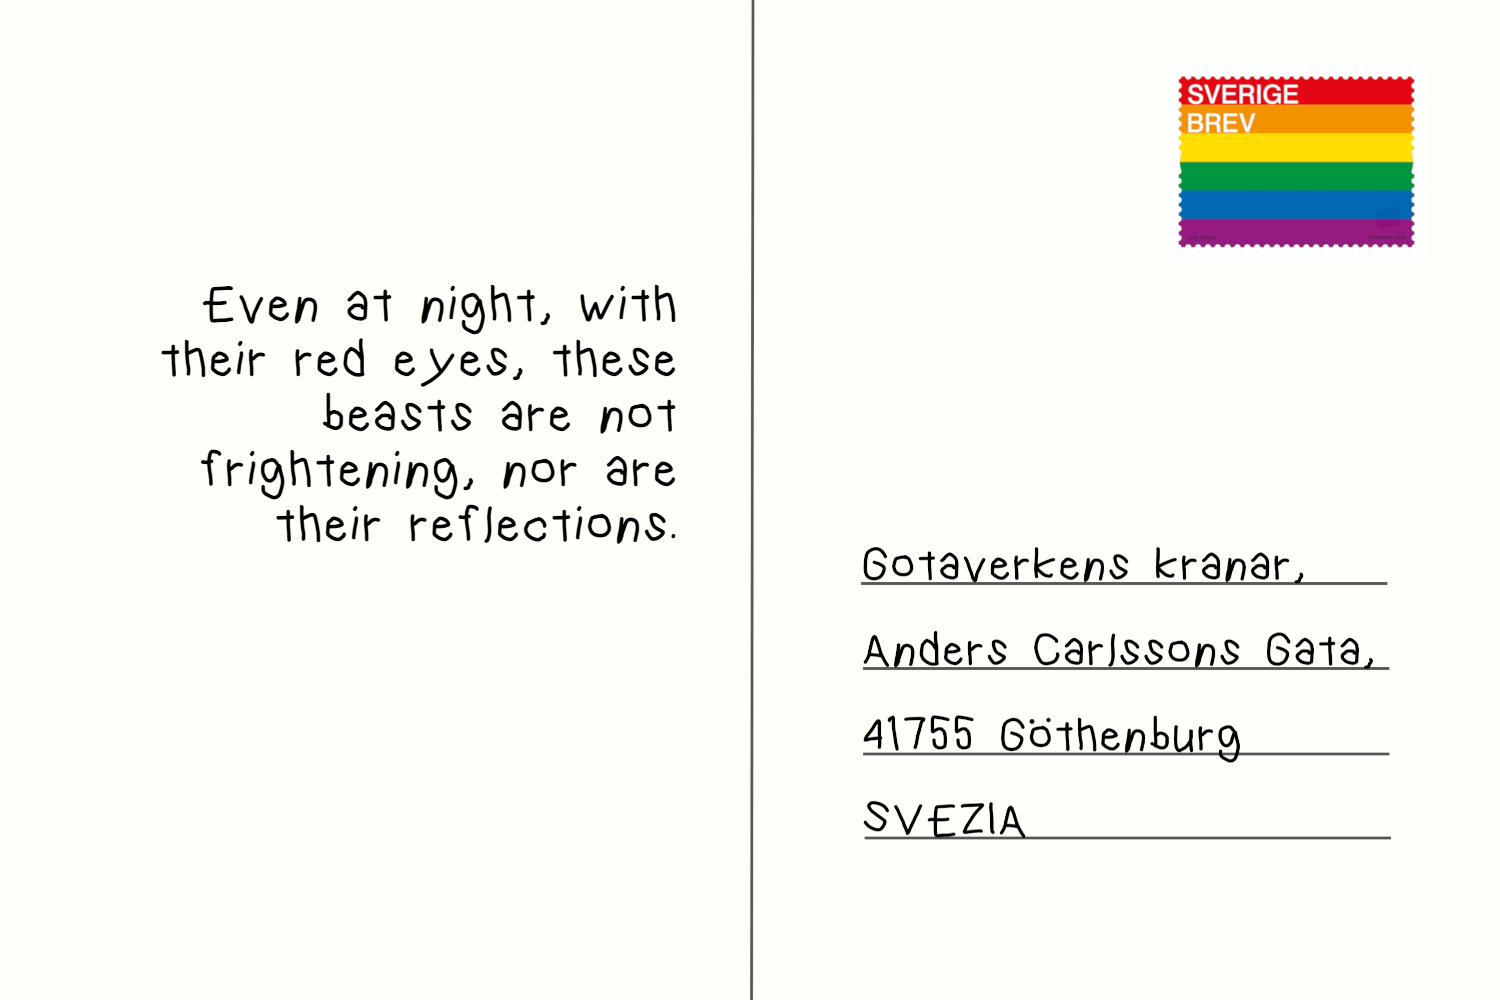 Even at night, with
their red eyes, these
beasts are not
frightening, nor are
their reflections.
SVERIGE
BREV
Gotaverkens kranar,
Anders Carlssons Gata,
41755 Göthenburg
SVEZIA